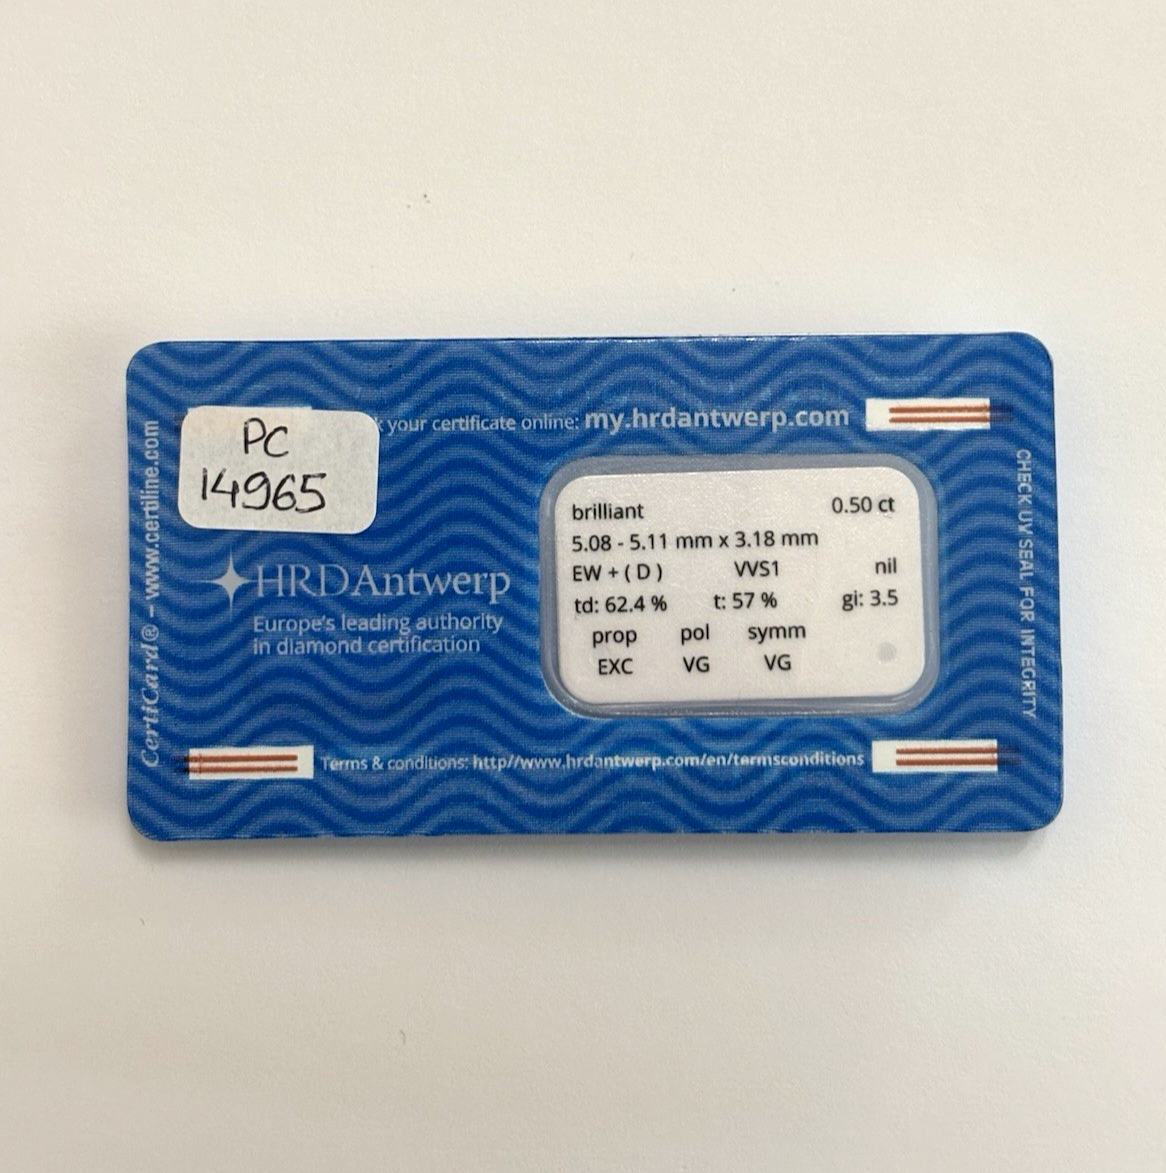 k your certificate online: my.hrdantwerp.com
PC
14965
HRDAntwerp
Europe's leading authority
in diamond certification
brilliant 0.50 ct
5.08 - 5.11 mm x 3.18 mm
EW + ( D ) VVS1 nil
td: 62.4 % t: 57 % gi: 3.5
prop pol symm
EXC VG VG
Terms & conditions: http//www.hrdantwerp.com/en/termsconditions
CertiCard® – www.certline.com
CHECK UV SEAL FOR INTEGRITY